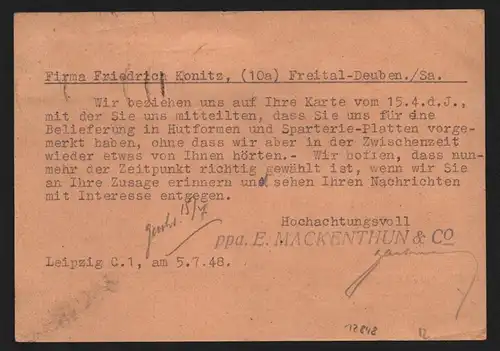 Firma Friedrich Konitz, (10a) Freital-Deuben./Sa.
Wir beziehen uns auf Ihre Karte vom 15.4.d.J.,
mit der Sie uns mitteilten, dass Sie uns für eine
Belieferung in Hutformen und Sparterie-Platten vorge-
merkt haben, ohne dass wir aber in der Zwischenzeit
wieder etwas von Ihnen hörten.- Wir hoffen, dass nun-
mehr der Zeitpunkt richtig gewählt ist, wenn wir Sie
an Ihre Zusage erinnern und sehen Ihren Nachrichten
mit Interesse entgegen.
15/7
Hochachtungsvoll
ppa. E. MACKENTHUN & CO
Leipzig C.1, am 5.7.48.
12